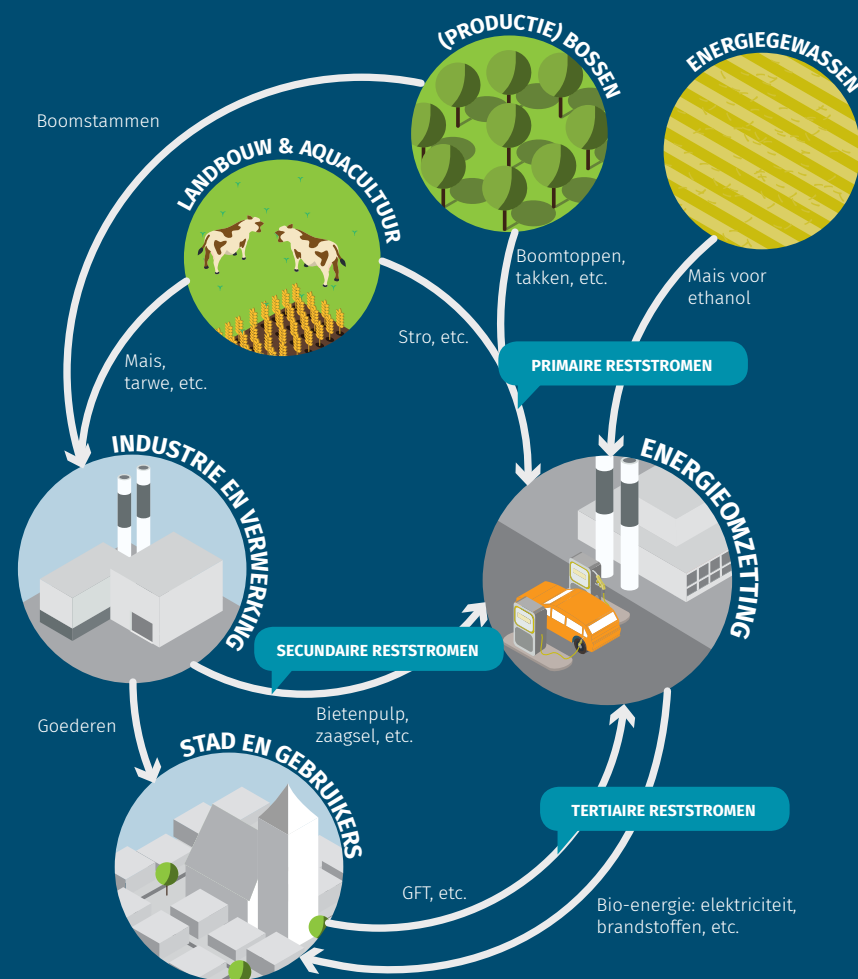 (PRODUCTIE) BOSSEN
ENERGIEGEWASSEN
Boomstammen
LANDBOUW & AQUACULTUUR
Boomtoppen,
takken, etc.
Mais voor
ethanol
Stro, etc.
Mais,
tarwe, etc.
PRIMAIRE RESTSTROMEN
INDUSTRIE EN VERWERKING
ENERGIEOMZETTING
SECUNDAIRE RESTSTROMEN
Bietenpulp,
zaagsel, etc.
Goederen
STAD EN GEBRUIKERS
TERTIAIRE RESTSTROMEN
GFT, etc.
Bio-energie: elektriciteit,
brandstoffen, etc.